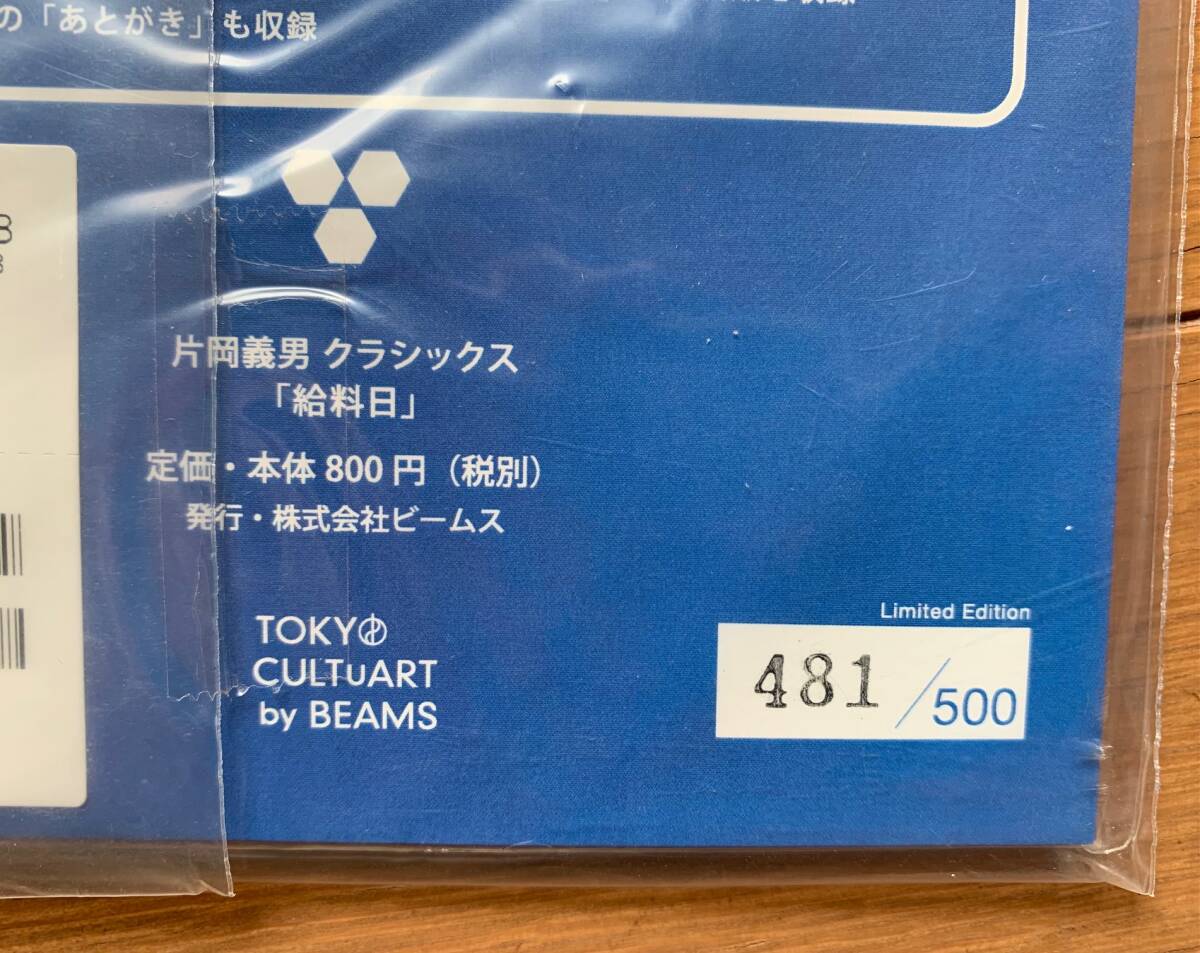 の「あとがき」も収録
収録
片岡義男 クラシックス
「給料日」
定価・本体 800 円（税別）
発行・株式会社ビームス
TOKYO
CULTuART
by BEAMS
Limited Edition
481 /500